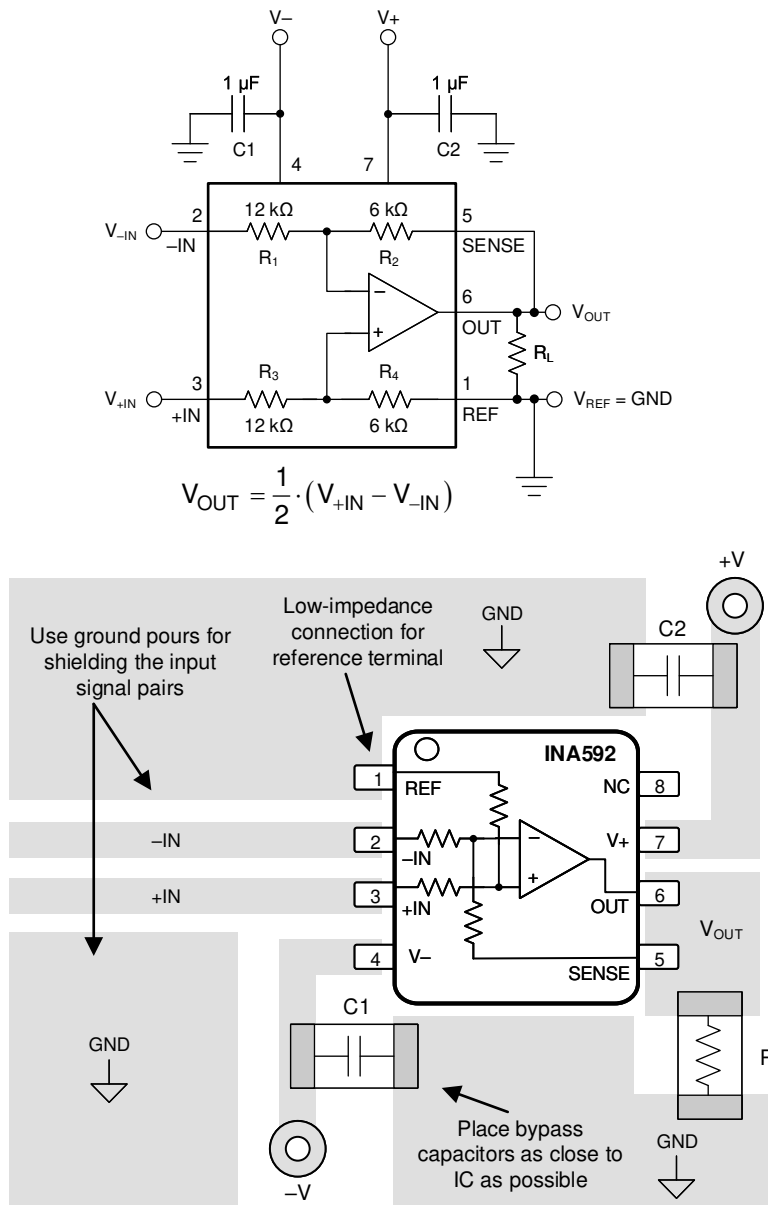 V–
V+
1 µF
1 µF
C1
C2
4
7
2
12 kΩ
6 kΩ
5
V–IN
–IN
R1
R2
SENSE
–
+
6
OUT
VOUT
RL
3
R3
R4
1
V+IN
+IN
12 kΩ
6 kΩ
REF
VREF = GND
VOUT = 1/2 · (V+IN – V–IN)
+V
Low-impedance
connection for
reference terminal
GND
C2
Use ground pours for
shielding the input
signal pairs
INA592
1
REF
NC
8
–IN
2
–IN
–
+
V+
7
+IN
3
+IN
OUT
6
VOUT
4
V–
SENSE
5
C1
GND
R
Place bypass
capacitors as close to
IC as possible
GND
–V